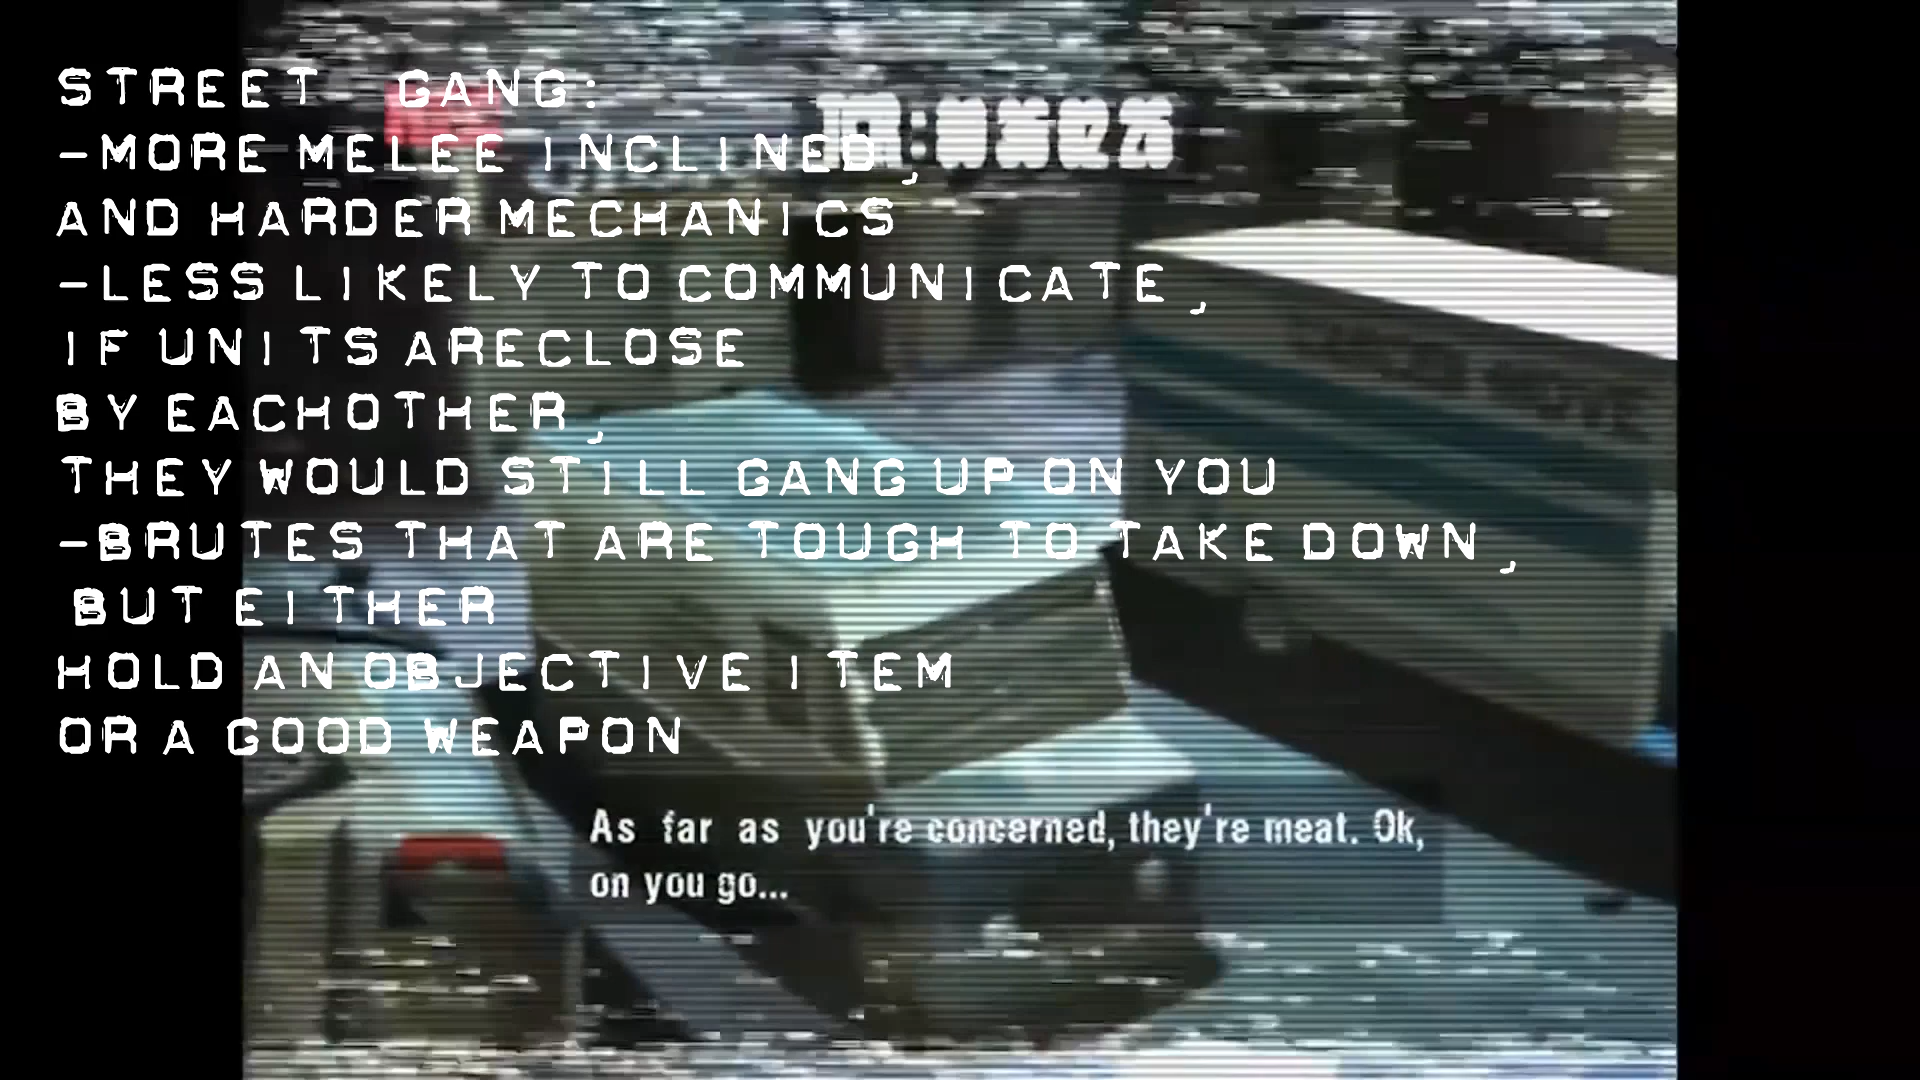 STREET GANG:
-MORE MELEE INCLINED,
AND HARDER MECHANICS
-LESS LIKELY TO COMMUNICATE,
IF UNITS ARECLOSE
BY EACHOTHER,
THEY WOULD STILL GANG UP ON YOU
-BRUTES THAT ARE TOUGH TO TAKE DOWN,
BUT EITHER
HOLD AN OBJECTIVE ITEM
OR A GOOD WEAPON
As far as you're concerned, they're meat. Ok,
on you go...